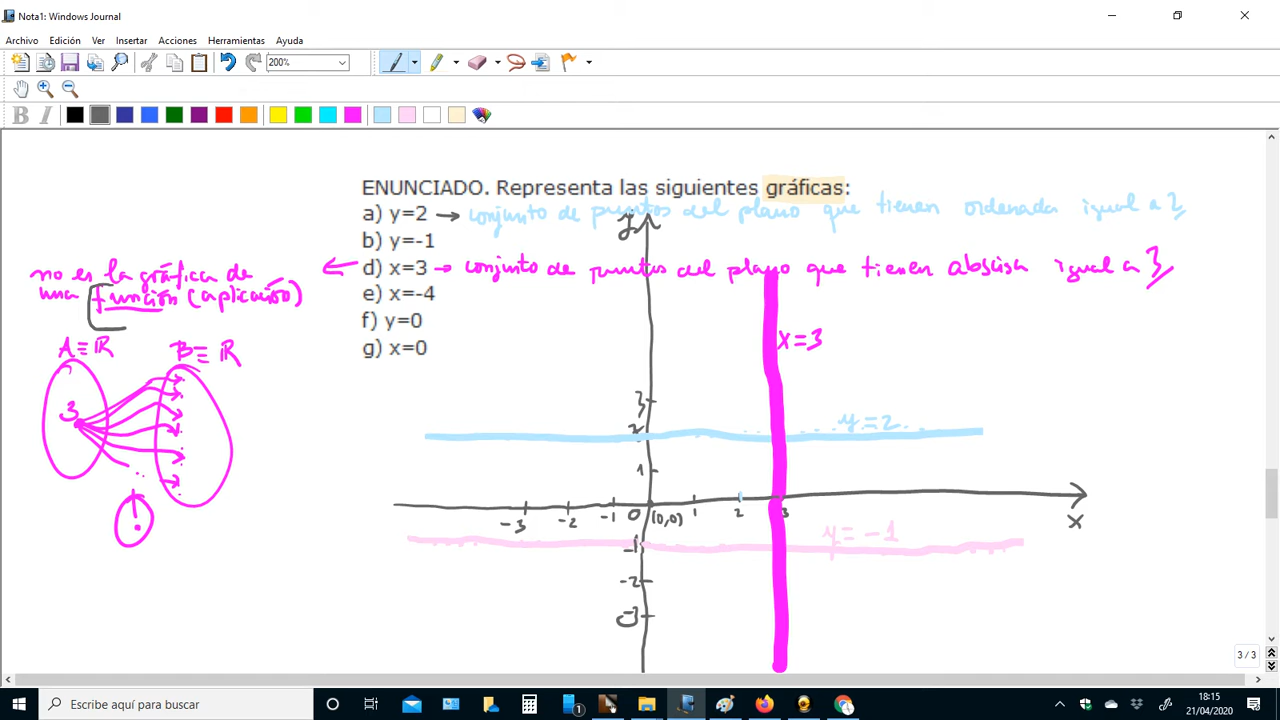 Nota1: Windows Journal
Archivo Edición Ver Insertar Acciones Herramientas Ayuda
200%
B I
ENUNCIADO. Representa las siguientes gráficas:
a) y=2 → conjunto de puntos del plano que tienen ordenada igual a 2
b) y=-1
d) x=3 → conjunto de puntos del plano que tienen abscisa igual a 3
e) x=-4
f) y=0
g) x=0
no es la gráfica de
una función (aplicación)
A ≡ ℝ B ≡ ℝ
3
...
y
x
x=3
y=2
y=-1
3
2
1
-3 -2 -1 0 (0,0) 1 2 3
-1
-2
-3
3 / 3
Escribe aquí para buscar
1
18:15
21/04/2020